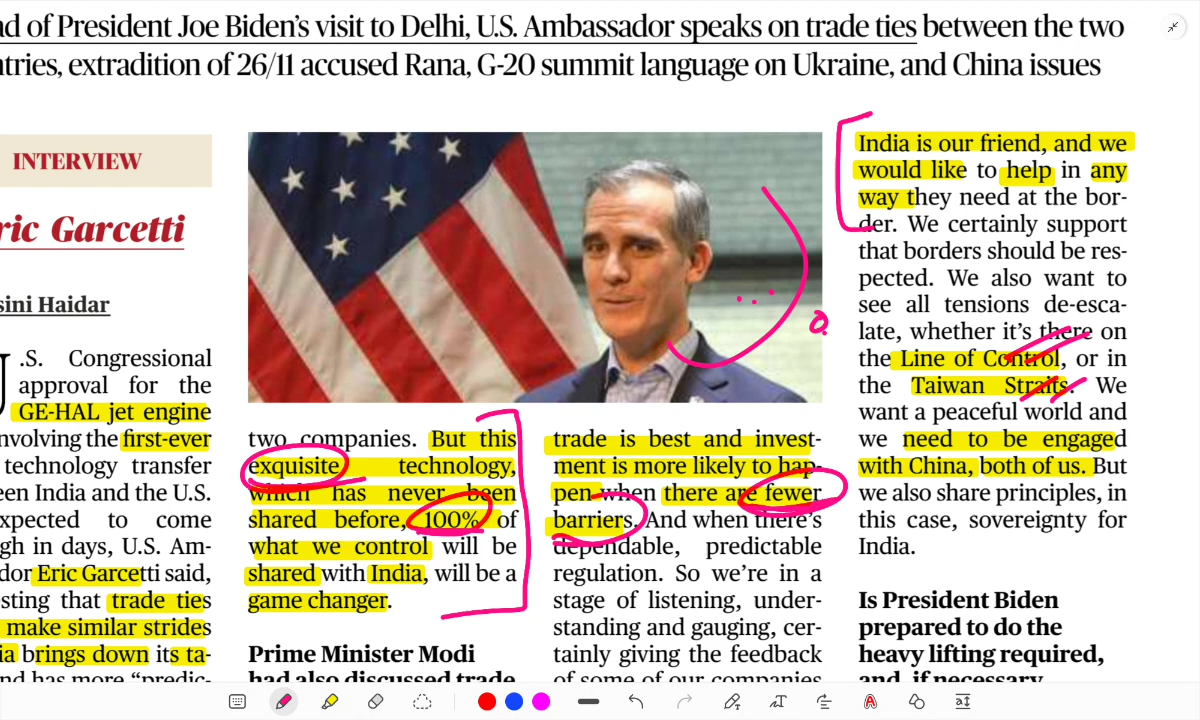 ad of President Joe Biden's visit to Delhi, U.S. Ambassador speaks on trade ties between the two
ntries, extradition of 26/11 accused Rana, G-20 summit language on Ukraine, and China issues
INTERVIEW
ric Garcetti
sini Haidar
.S. Congressional
approval for the
GE-HAL jet engine
nvolving the first-ever
technology transfer
een India and the U.S.
xpected to come
gh in days, U.S. Am-
dor Eric Garcetti said,
sting that trade ties
make similar strides
ia brings down its ta-
nd has more “predic-
two companies. But this
exquisite technology,
which has never been
shared before, 100% of
what we control will be
shared with India, will be a
game changer.
Prime Minister Modi
had also discussed trade
trade is best and invest-
ment is more likely to hap-
pen when there are fewer
barriers. And when there's
dependable, predictable
regulation. So we're in a
stage of listening, under-
standing and gauging, cer-
tainly giving the feedback
of some of our companies
India is our friend, and we
would like to help in any
way they need at the bor-
der. We certainly support
that borders should be res-
pected. We also want to
see all tensions de-esca-
late, whether it's there on
the Line of Control, or in
the Taiwan Straits. We
want a peaceful world and
we need to be engaged
with China, both of us. But
we also share principles, in
this case, sovereignty for
India.
Is President Biden
prepared to do the
heavy lifting required,
and, if necessary